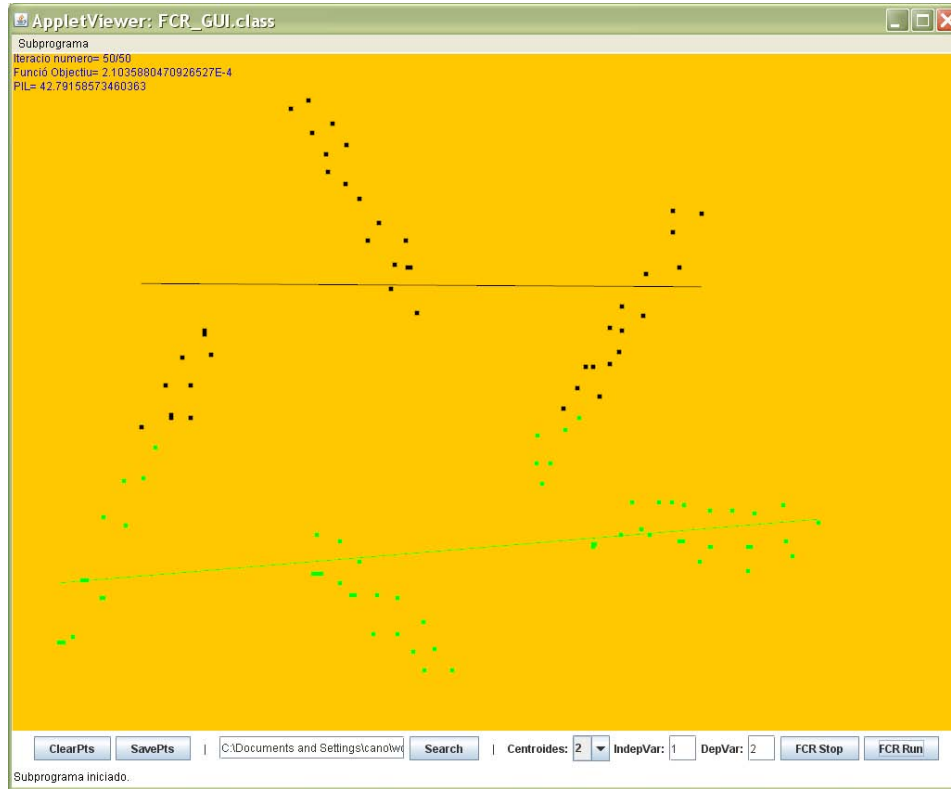 AppletViewer: FCR_GUI.class
Subprograma
Iteracio numero= 50/50
Funció Objectiu= 2.1035880470926527E-4
PIL= 42.79158573460363
ClearPts SavePts | C:\Documents and Settings\cano\wo Search | Centroides: 2 IndepVar: 1 DepVar: 2 FCR Stop FCR Run
Subprograma iniciado.